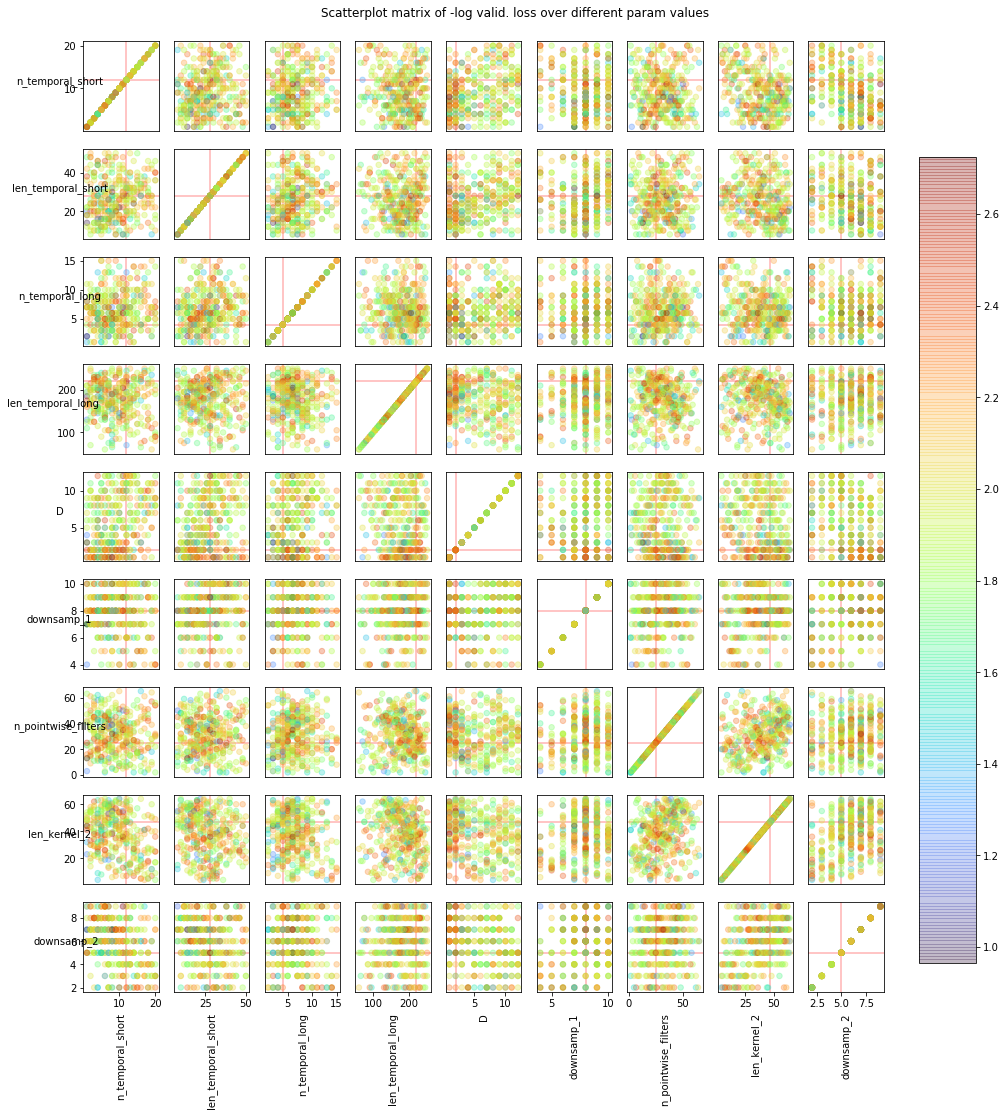 Scatterplot matrix of -log valid. loss over different param values
20
n_temporal_short
10
40
len_temporal_short
20
15
n_temporal_long
10
5
200
len_temporal_long
100
10
D
5
10
8
downsamp_1
6
4
60
n_pointwise_filters
40
20
0
60
len_kernel_2
40
20
8
downsamp_2
6
4
2
10 20
25 50
5 10 15
100 200
5 10
5 10
0 50
25 50
2.5 5.0 7.5
n_temporal_short
len_temporal_short
n_temporal_long
len_temporal_long
D
downsamp_1
n_pointwise_filters
len_kernel_2
downsamp_2
2.6
2.4
2.2
2.0
1.8
1.6
1.4
1.2
1.0